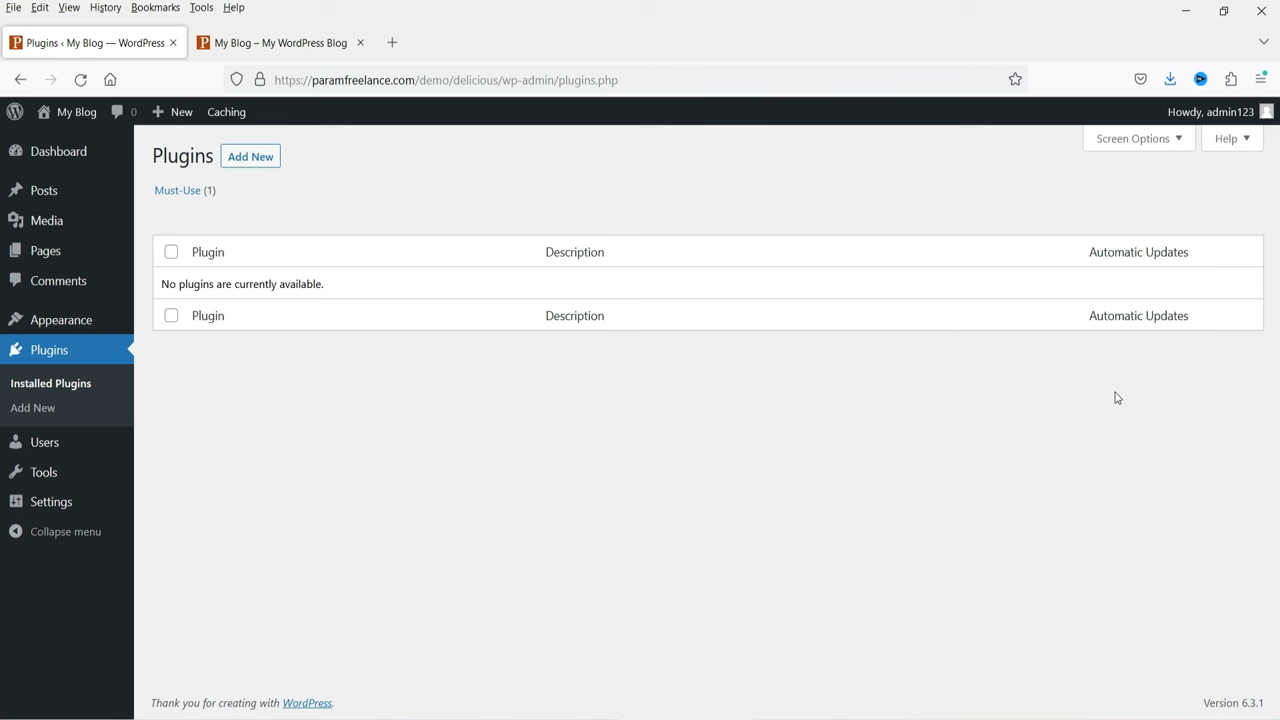 File Edit View History Bookmarks Tools Help
Plugins ‹ My Blog — WordPress
My Blog – My WordPress Blog
https://paramfreelance.com/demo/delicious/wp-admin/plugins.php
My Blog 0 New Caching Howdy, admin123
Screen Options Help
Dashboard
Posts
Media
Pages
Comments
Appearance
Plugins
Installed Plugins
Add New
Users
Tools
Settings
Collapse menu
Plugins Add New
Must-Use (1)
Plugin Description Automatic Updates
No plugins are currently available.
Plugin Description Automatic Updates
Thank you for creating with WordPress. Version 6.3.1